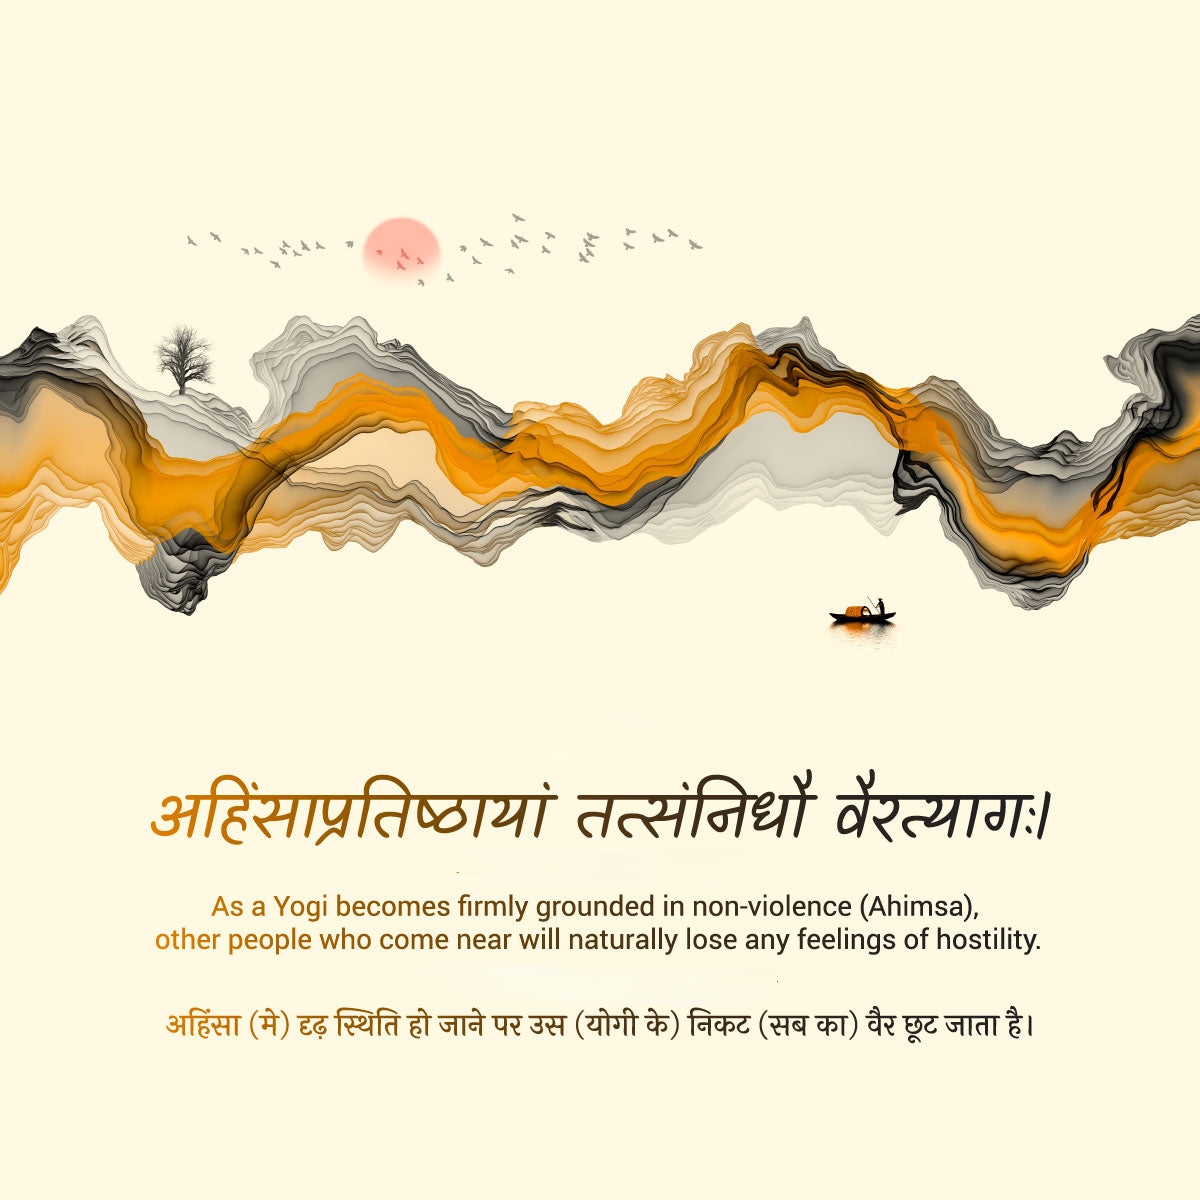 अहिंसाप्रतिष्ठायां तत्संनिधौ वैरत्यागः।
As a Yogi becomes firmly grounded in non-violence (Ahimsa),
other people who come near will naturally lose any feelings of hostility.
अहिंसा (मे) दृढ़ स्थिति हो जाने पर उस (योगी के) निकट (सब का) वैर छूट जाता है।